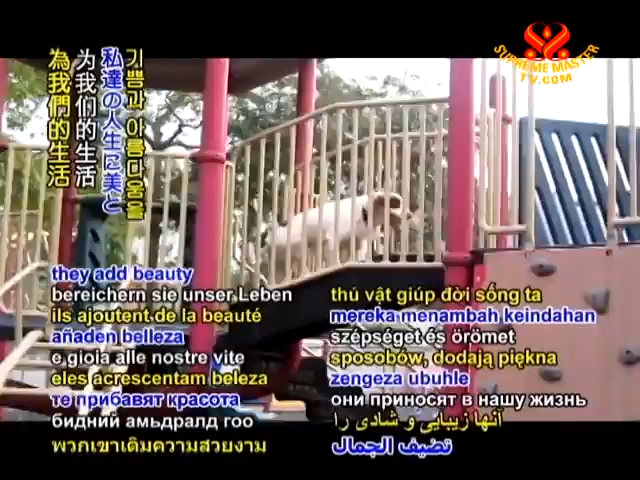 SUPREME MASTER
TV.COM
為我們的生活
为我们的生活
私達の人生に美と
기쁨과 아름다움을
they add beauty
bereichern sie unser Leben
ils ajoutent de la beauté
añaden belleza
e gioia alle nostre vite
eles acrescentam beleza
те прибавят красота
бидний амьдралд гоо
พวกเขาเติมความสวยงาม
thú vật giúp đời sống ta
mereka menambah keindahan
szépséget és örömet
sposobów, dodają piękna
zengeza ubuhle
они приносят в нашу жизнь
آنها زیبایی و شادی را
تضيف الجمال